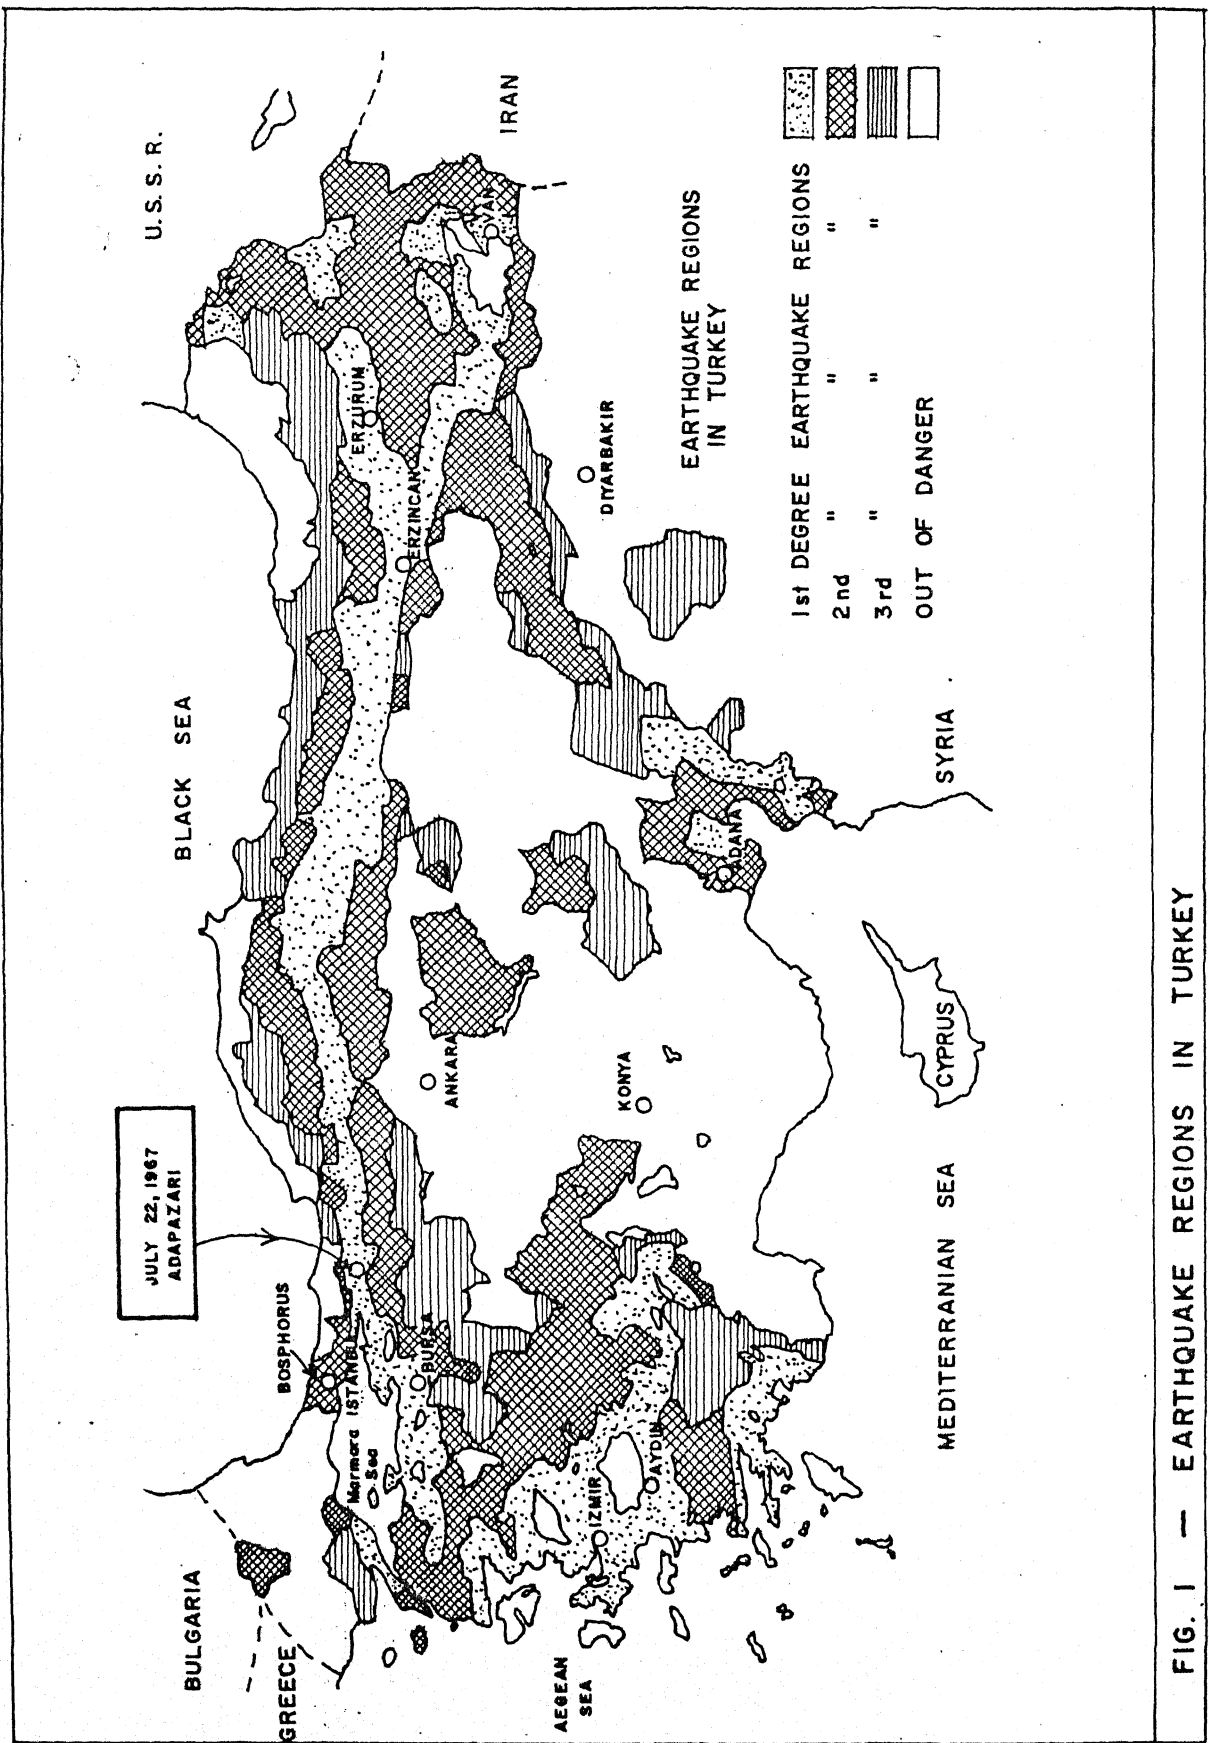 U.S.S.R.
IRAN
BLACK SEA
BULGARIA
GREECE
JULY 22, 1967
ADAPAZARI
BOSPHORUS
ISTANBUL
Marmara
Sea
BURSA
ANKARA
ERZINCAN
ERZURUM
VAN
DIYARBAKIR
KONYA
ADANA
IZMIR
AYDIN
AEGEAN
SEA
MEDITERRANIAN SEA
CYPRUS
SYRIA
EARTHQUAKE REGIONS
IN TURKEY
1st DEGREE EARTHQUAKE REGIONS
2nd " " "
3rd " " "
OUT OF DANGER
FIG. 1 — EARTHQUAKE REGIONS IN TURKEY